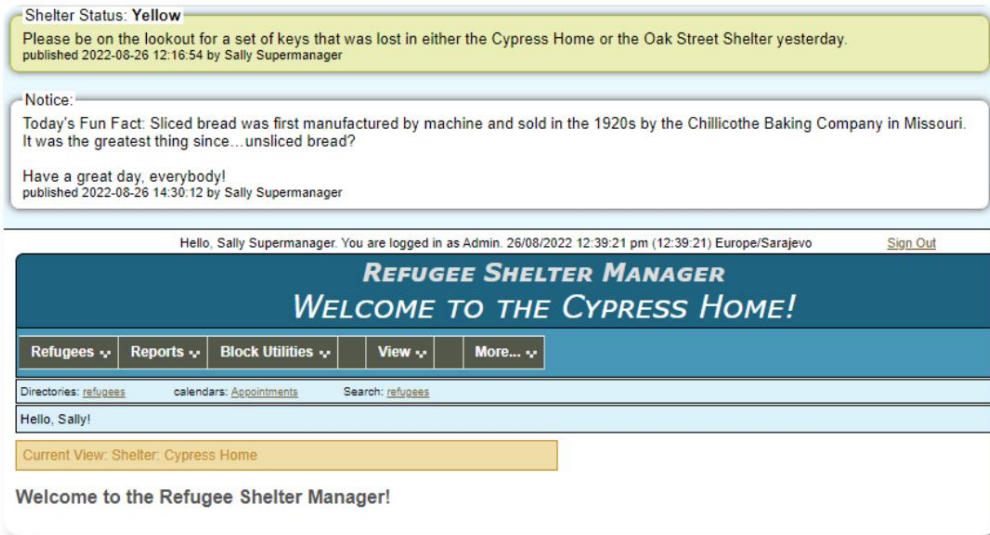 Shelter Status: Yellow
Please be on the lookout for a set of keys that was lost in either the Cypress Home or the Oak Street Shelter yesterday.
published 2022-08-26 12:16:54 by Sally Supermanager
Notice:
Today's Fun Fact: Sliced bread was first manufactured by machine and sold in the 1920s by the Chillicothe Baking Company in Missouri.
It was the greatest thing since…unsliced bread?
Have a great day, everybody!
published 2022-08-26 14:30:12 by Sally Supermanager
Hello, Sally Supermanager. You are logged in as Admin. 26/08/2022 12:39:21 pm (12:39:21) Europe/Sarajevo Sign Out
Refugee Shelter Manager
Welcome to the Cypress Home!
Refugees Reports Block Utilities View More...
Directories: refugees calendars: Appointments Search: refugees
Hello, Sally!
Current View: Shelter: Cypress Home
Welcome to the Refugee Shelter Manager!